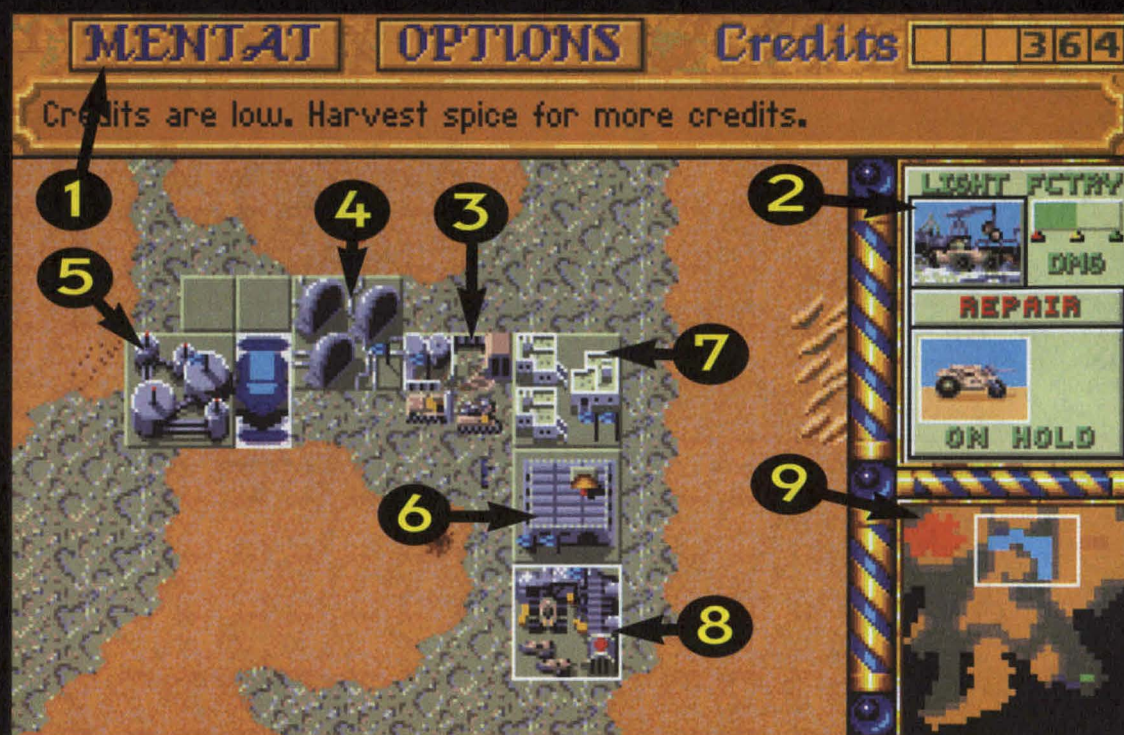 MENTAT OPTIONS Credits 364
Credits are low. Harvest spice for more credits.
1
2
4
3
LIGHT FCTRY
5
DMG
REPAIR
7
ON HOLD
9
6
8